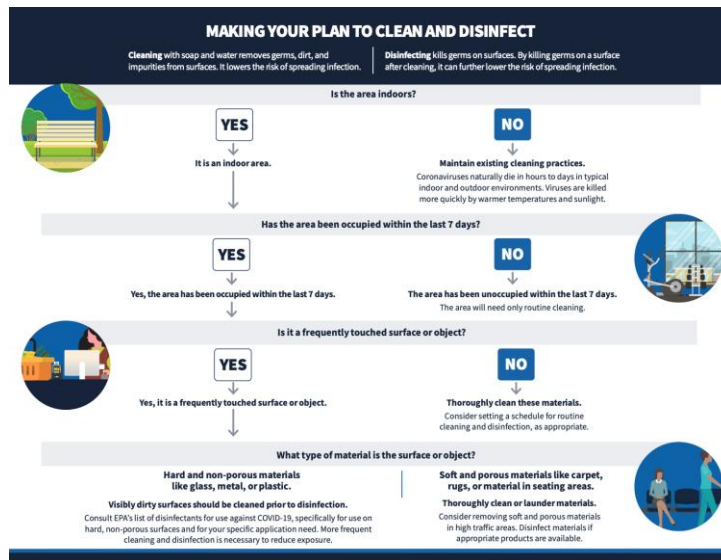 MAKING YOUR PLAN TO CLEAN AND DISINFECT
Cleaning with soap and water removes germs, dirt, and
impurities from surfaces. It lowers the risk of spreading infection.
Disinfecting kills germs on surfaces. By killing germs on a surface
after cleaning, it can further lower the risk of spreading infection.
Is the area indoors?
YES
It is an indoor area.
NO
Maintain existing cleaning practices.
Coronaviruses naturally die in hours to days in typical
indoor and outdoor environments. Viruses are killed
more quickly by warmer temperatures and sunlight.
Has the area been occupied within the last 7 days?
YES
Yes, the area has been occupied within the last 7 days.
NO
The area has been unoccupied within the last 7 days.
The area will need only routine cleaning.
Is it a frequently touched surface or object?
YES
Yes, it is a frequently touched surface or object.
NO
Thoroughly clean these materials.
Consider setting a schedule for routine
cleaning and disinfection, as appropriate.
What type of material is the surface or object?
Hard and non-porous materials
like glass, metal, or plastic.
Visibly dirty surfaces should be cleaned prior to disinfection.
Consult EPA's list of disinfectants for use against COVID-19, specifically for use on
hard, non-porous surfaces and for your specific application need. More frequent
cleaning and disinfection is necessary to reduce exposure.
Soft and porous materials like carpet,
rugs, or material in seating areas.
Thoroughly clean or launder materials.
Consider removing soft and porous materials
in high traffic areas. Disinfect materials if
appropriate products are available.